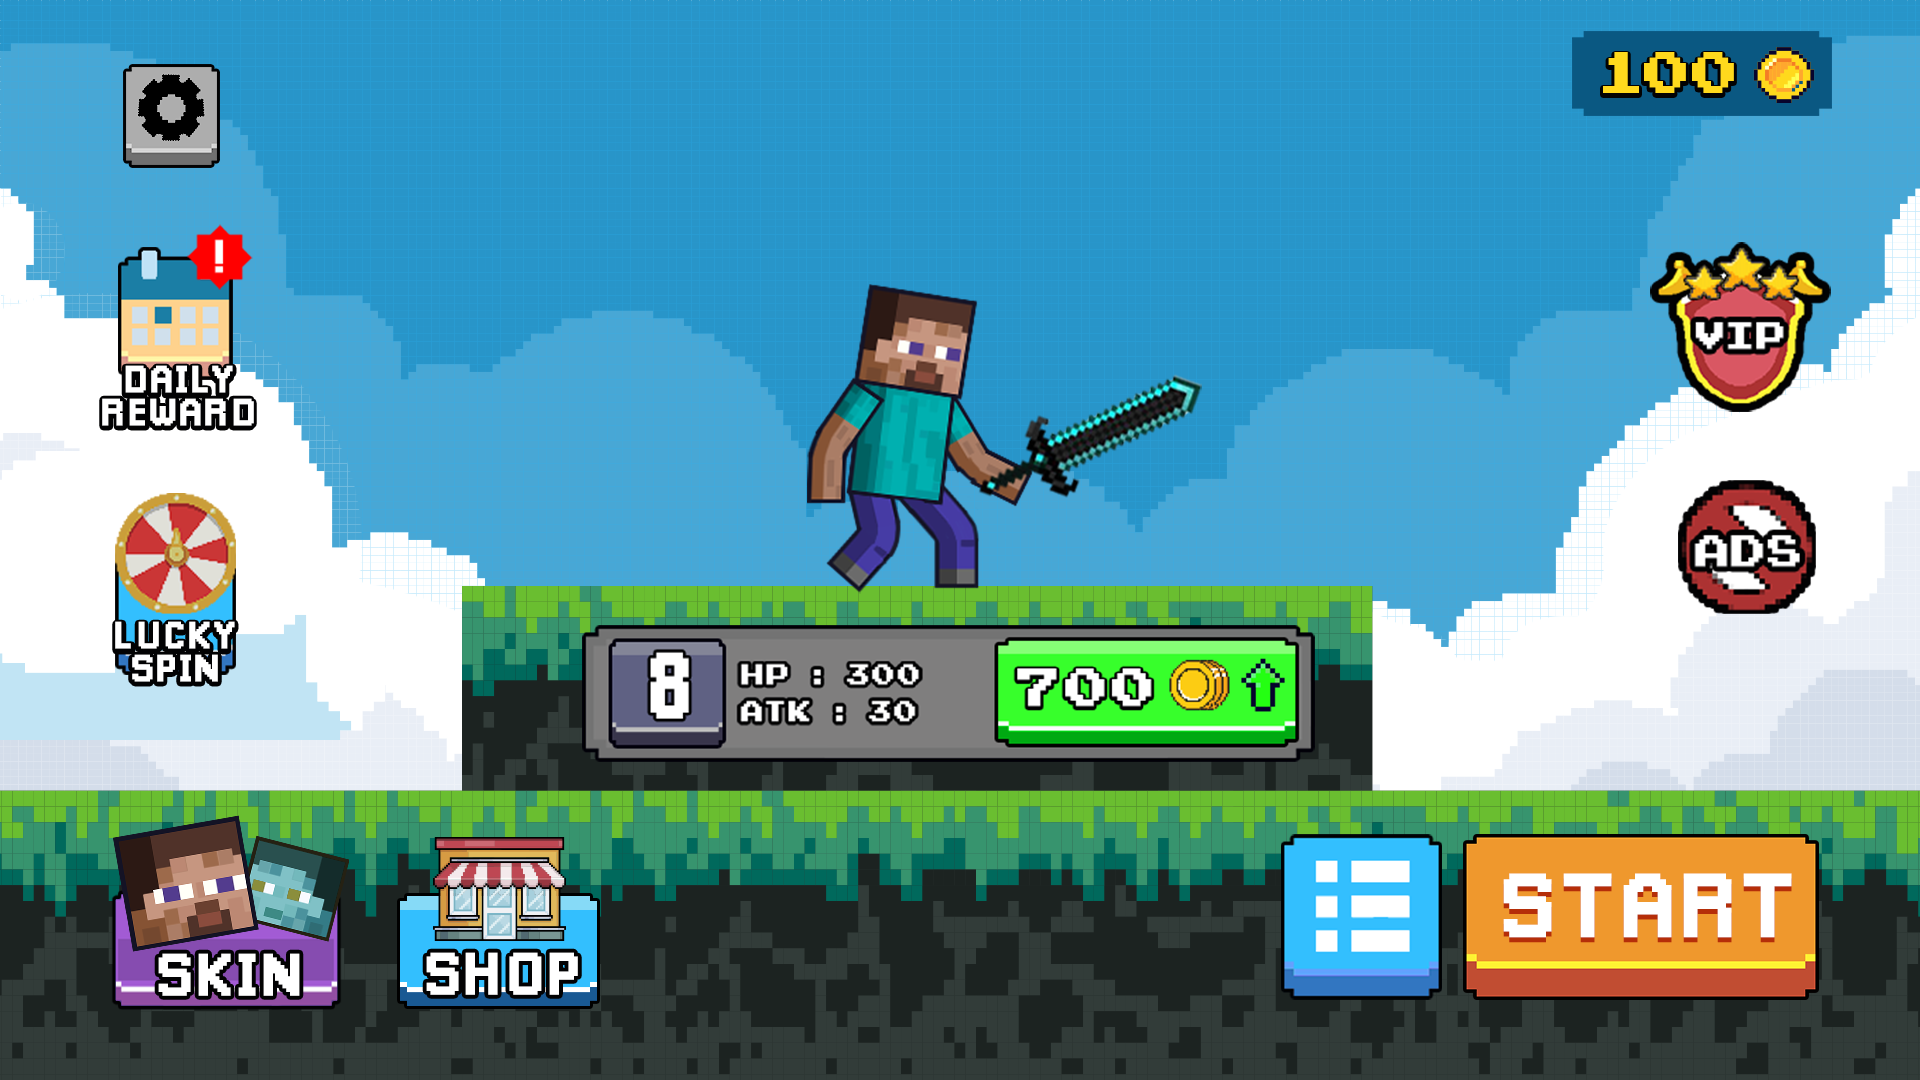 100
!
DAILY
REWARD
VIP
LUCKY
SPIN
ADS
8
HP : 300
ATK : 30
700
SKIN
SHOP
START